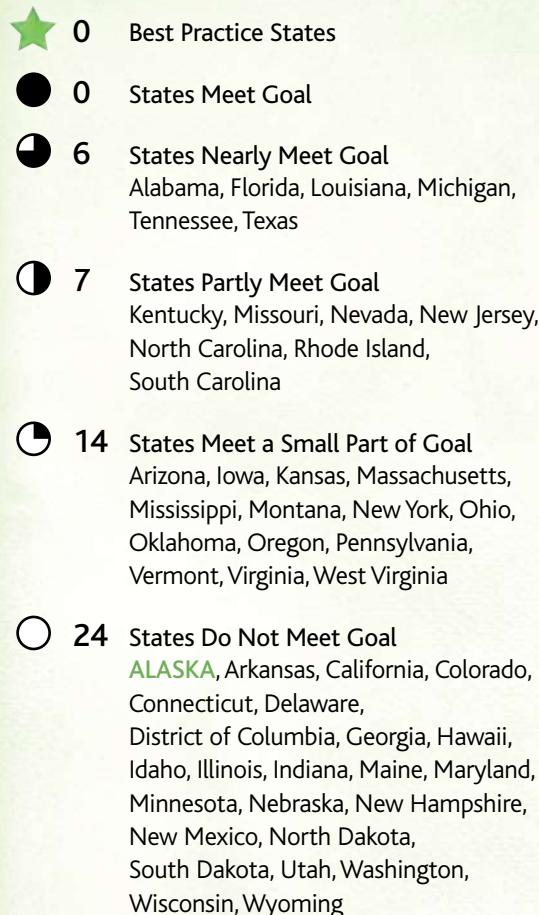 0 Best Practice States
0 States Meet Goal
6 States Nearly Meet Goal
Alabama, Florida, Louisiana, Michigan,
Tennessee, Texas
7 States Partly Meet Goal
Kentucky, Missouri, Nevada, New Jersey,
North Carolina, Rhode Island,
South Carolina
14 States Meet a Small Part of Goal
Arizona, Iowa, Kansas, Massachusetts,
Mississippi, Montana, New York, Ohio,
Oklahoma, Oregon, Pennsylvania,
Vermont, Virginia, West Virginia
24 States Do Not Meet Goal
ALASKA, Arkansas, California, Colorado,
Connecticut, Delaware,
District of Columbia, Georgia, Hawaii,
Idaho, Illinois, Indiana, Maine, Maryland,
Minnesota, Nebraska, New Hampshire,
New Mexico, North Dakota,
South Dakota, Utah, Washington,
Wisconsin, Wyoming